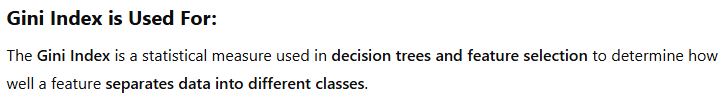 Gini Index is Used For:
The Gini Index is a statistical measure used in decision trees and feature selection to determine how
well a feature separates data into different classes.